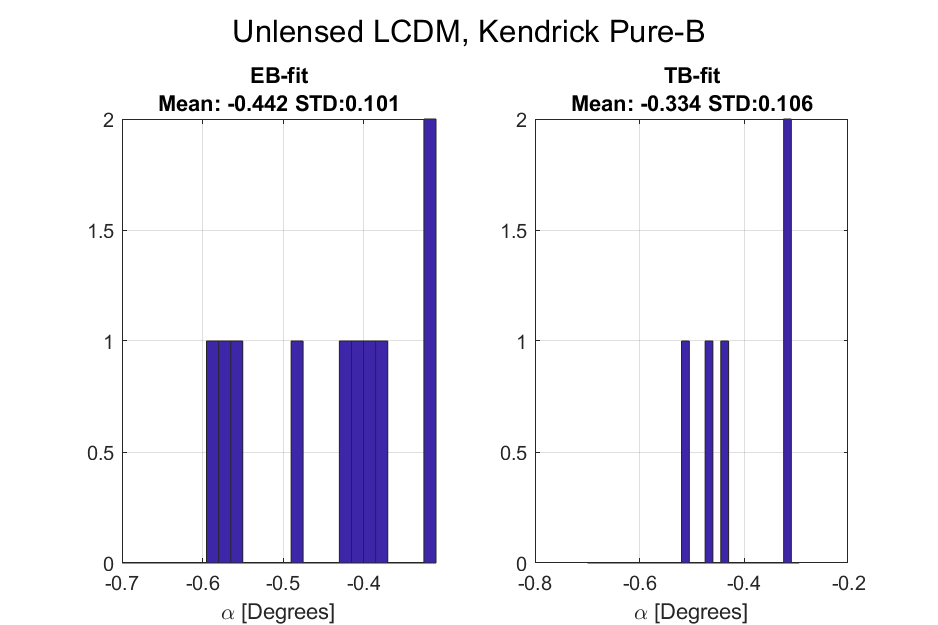 Unlensed LCDM, Kendrick Pure-B
EB-fit
Mean: -0.442 STD:0.101
2
1.5
1
0.5
0
-0.7 -0.6 -0.5 -0.4
α [Degrees]
TB-fit
Mean: -0.334 STD:0.106
2
1.5
1
0.5
0
-0.8 -0.6 -0.4 -0.2
α [Degrees]